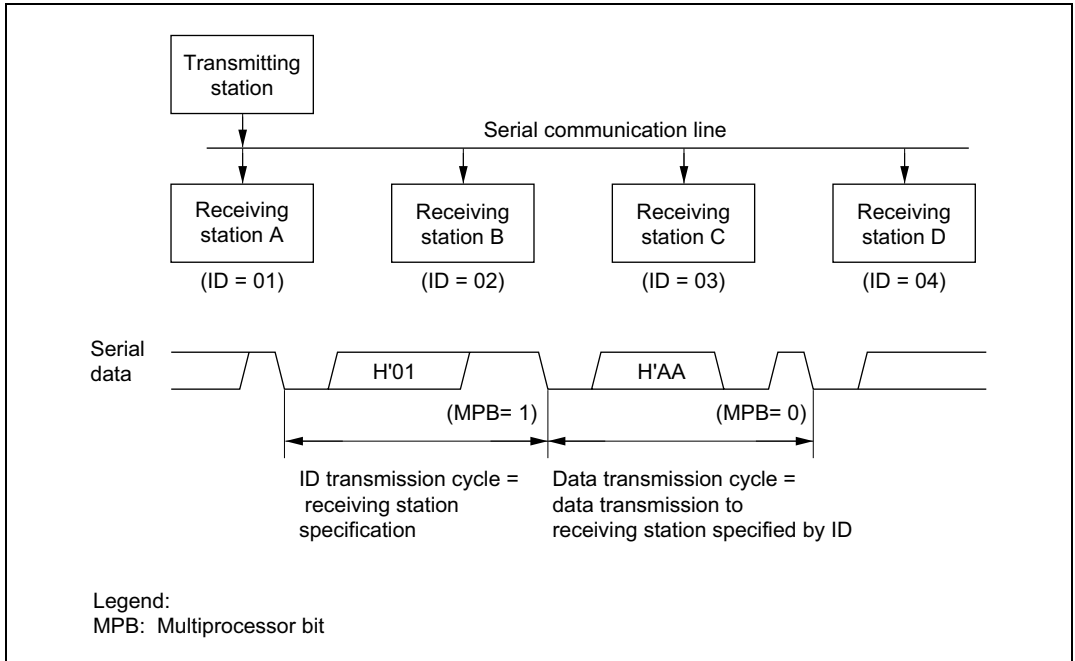 Transmitting
station
Serial communication line
Receiving
station A
Receiving
station B
Receiving
station C
Receiving
station D
(ID = 01)
(ID = 02)
(ID = 03)
(ID = 04)
Serial
data
H'01
H'AA
(MPB= 1)
(MPB= 0)
ID transmission cycle =
receiving station
specification
Data transmission cycle =
data transmission to
receiving station specified by ID
Legend:
MPB: Multiprocessor bit